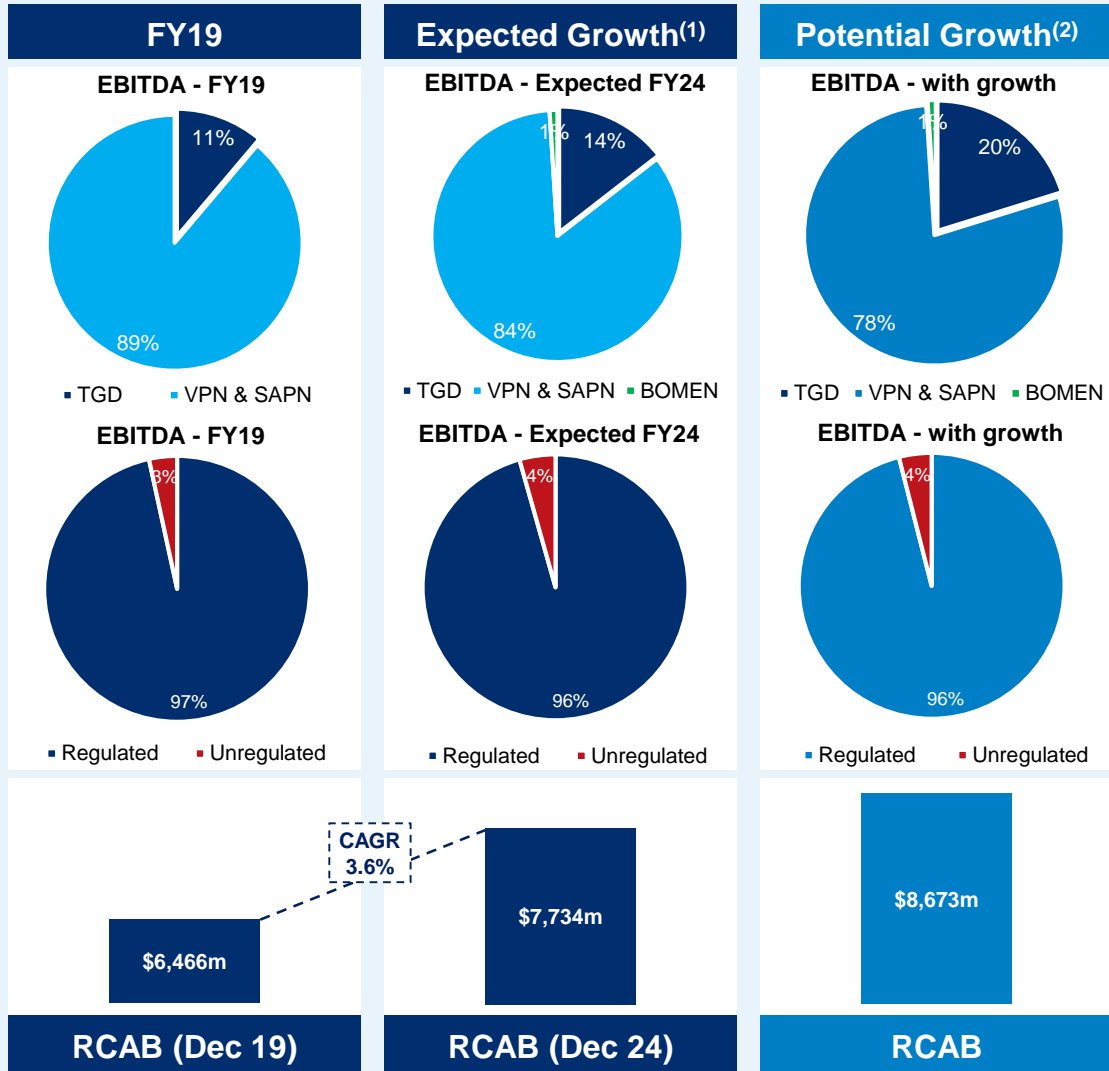 FY19
EBITDA - FY19
11%
89%
TGD VPN & SAPN
EBITDA - FY19
3%
97%
Regulated Unregulated
$6,466m
RCAB (Dec 19)
CAGR
3.6%
Expected Growth(1)
EBITDA - Expected FY24
1%
14%
84%
TGD VPN & SAPN BOMEN
EBITDA - Expected FY24
4%
96%
Regulated Unregulated
$7,734m
RCAB (Dec 24)
Potential Growth(2)
EBITDA - with growth
1%
20%
78%
TGD VPN & SAPN BOMEN
EBITDA - with growth
4%
96%
Regulated Unregulated
$8,673m
RCAB